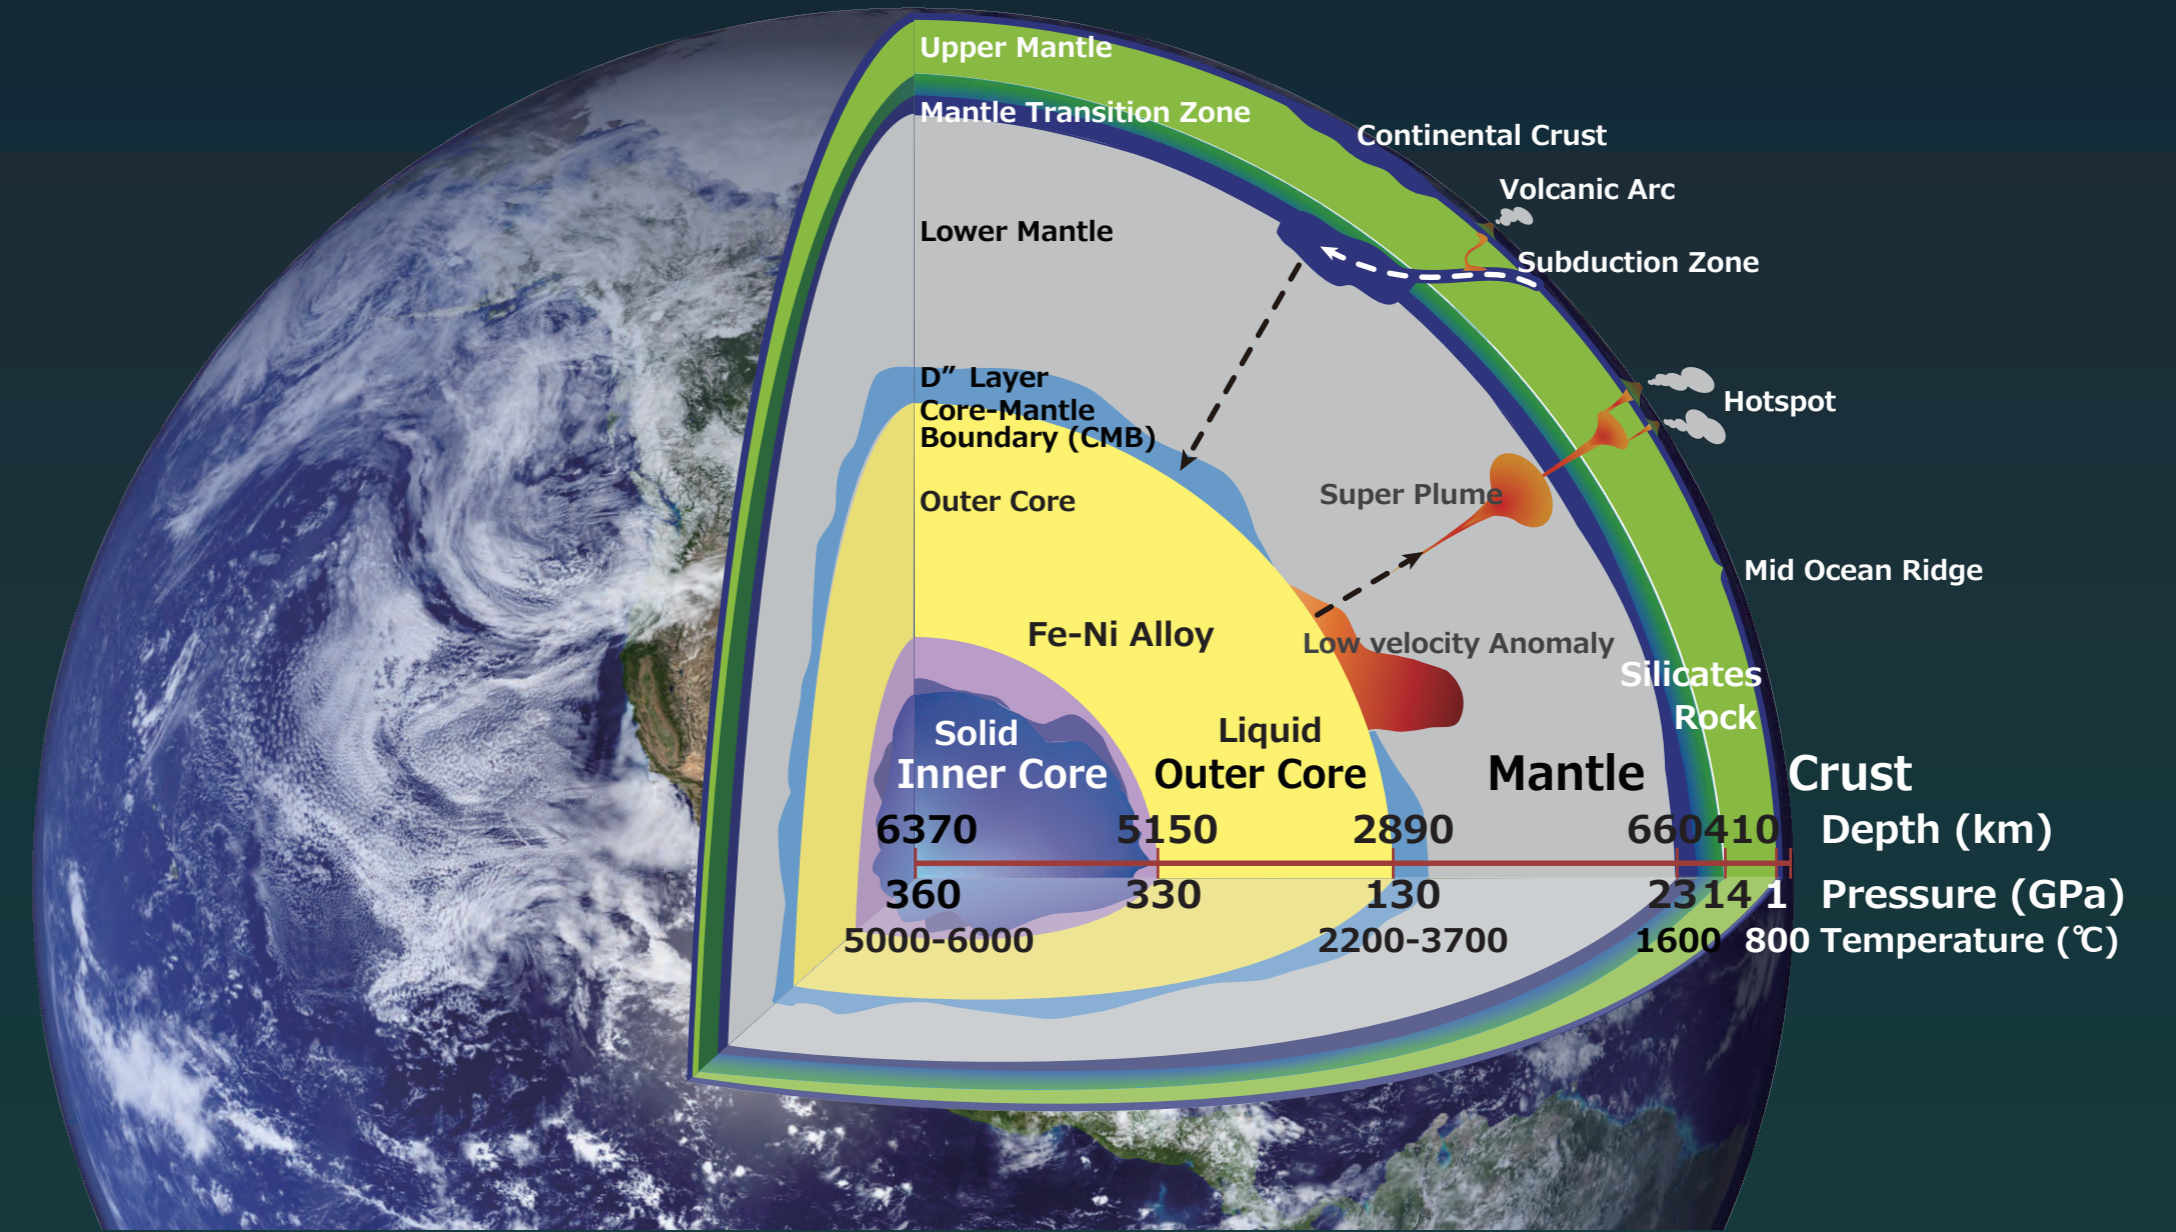 Upper Mantle
Mantle Transition Zone
Continental Crust
Volcanic Arc
Lower Mantle
Subduction Zone
D″ Layer
Core-Mantle
Boundary (CMB)
Hotspot
Outer Core
Super Plume
Mid Ocean Ridge
Fe-Ni Alloy
Low velocity Anomaly
Silicates
Rock
Solid
Inner Core
Liquid
Outer Core
Mantle
Crust
6370 5150 2890 660 410 Depth (km)
360 330 130 23 14 1 Pressure (GPa)
5000-6000 2200-3700 1600 800 Temperature (℃)